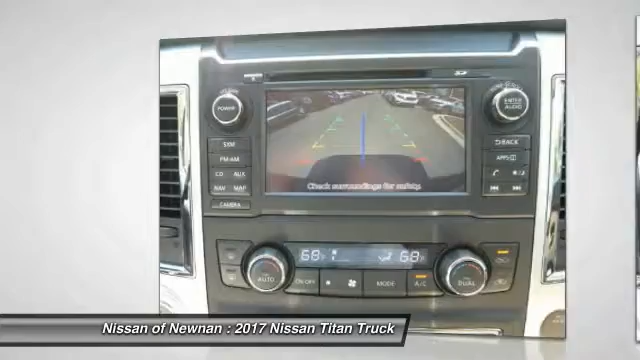 POWER
SXM
FM•AM
CD AUX
NAV MAP
CAMERA
Check surroundings for safety.
ENTER
AUDIO
BACK
APPS
68°F
68°F
AUTO
ON•OFF
MODE
A/C
DUAL
Nissan of Newnan : 2017 Nissan Titan Truck